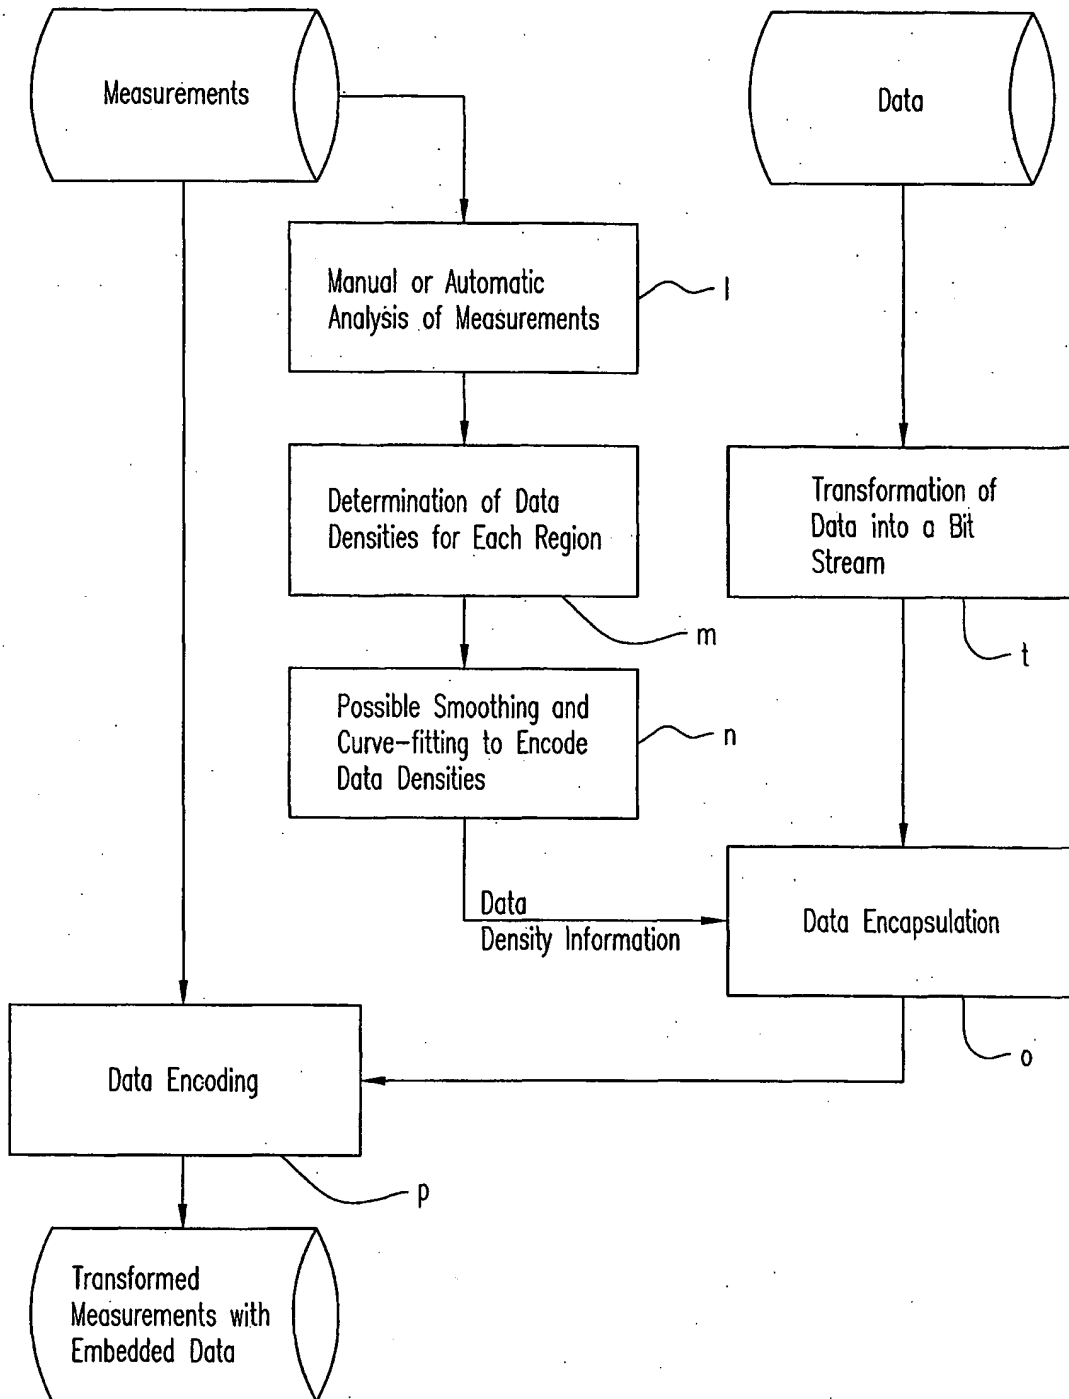 Measurements
Data
Manual or Automatic
Analysis of Measurements
l
Determination of Data
Densities for Each Region
m
Transformation of
Data into a Bit
Stream
t
Possible Smoothing and
Curve-fitting to Encode
Data Densities
n
Data
Density Information
Data Encapsulation
o
Data Encoding
p
Transformed
Measurements with
Embedded Data